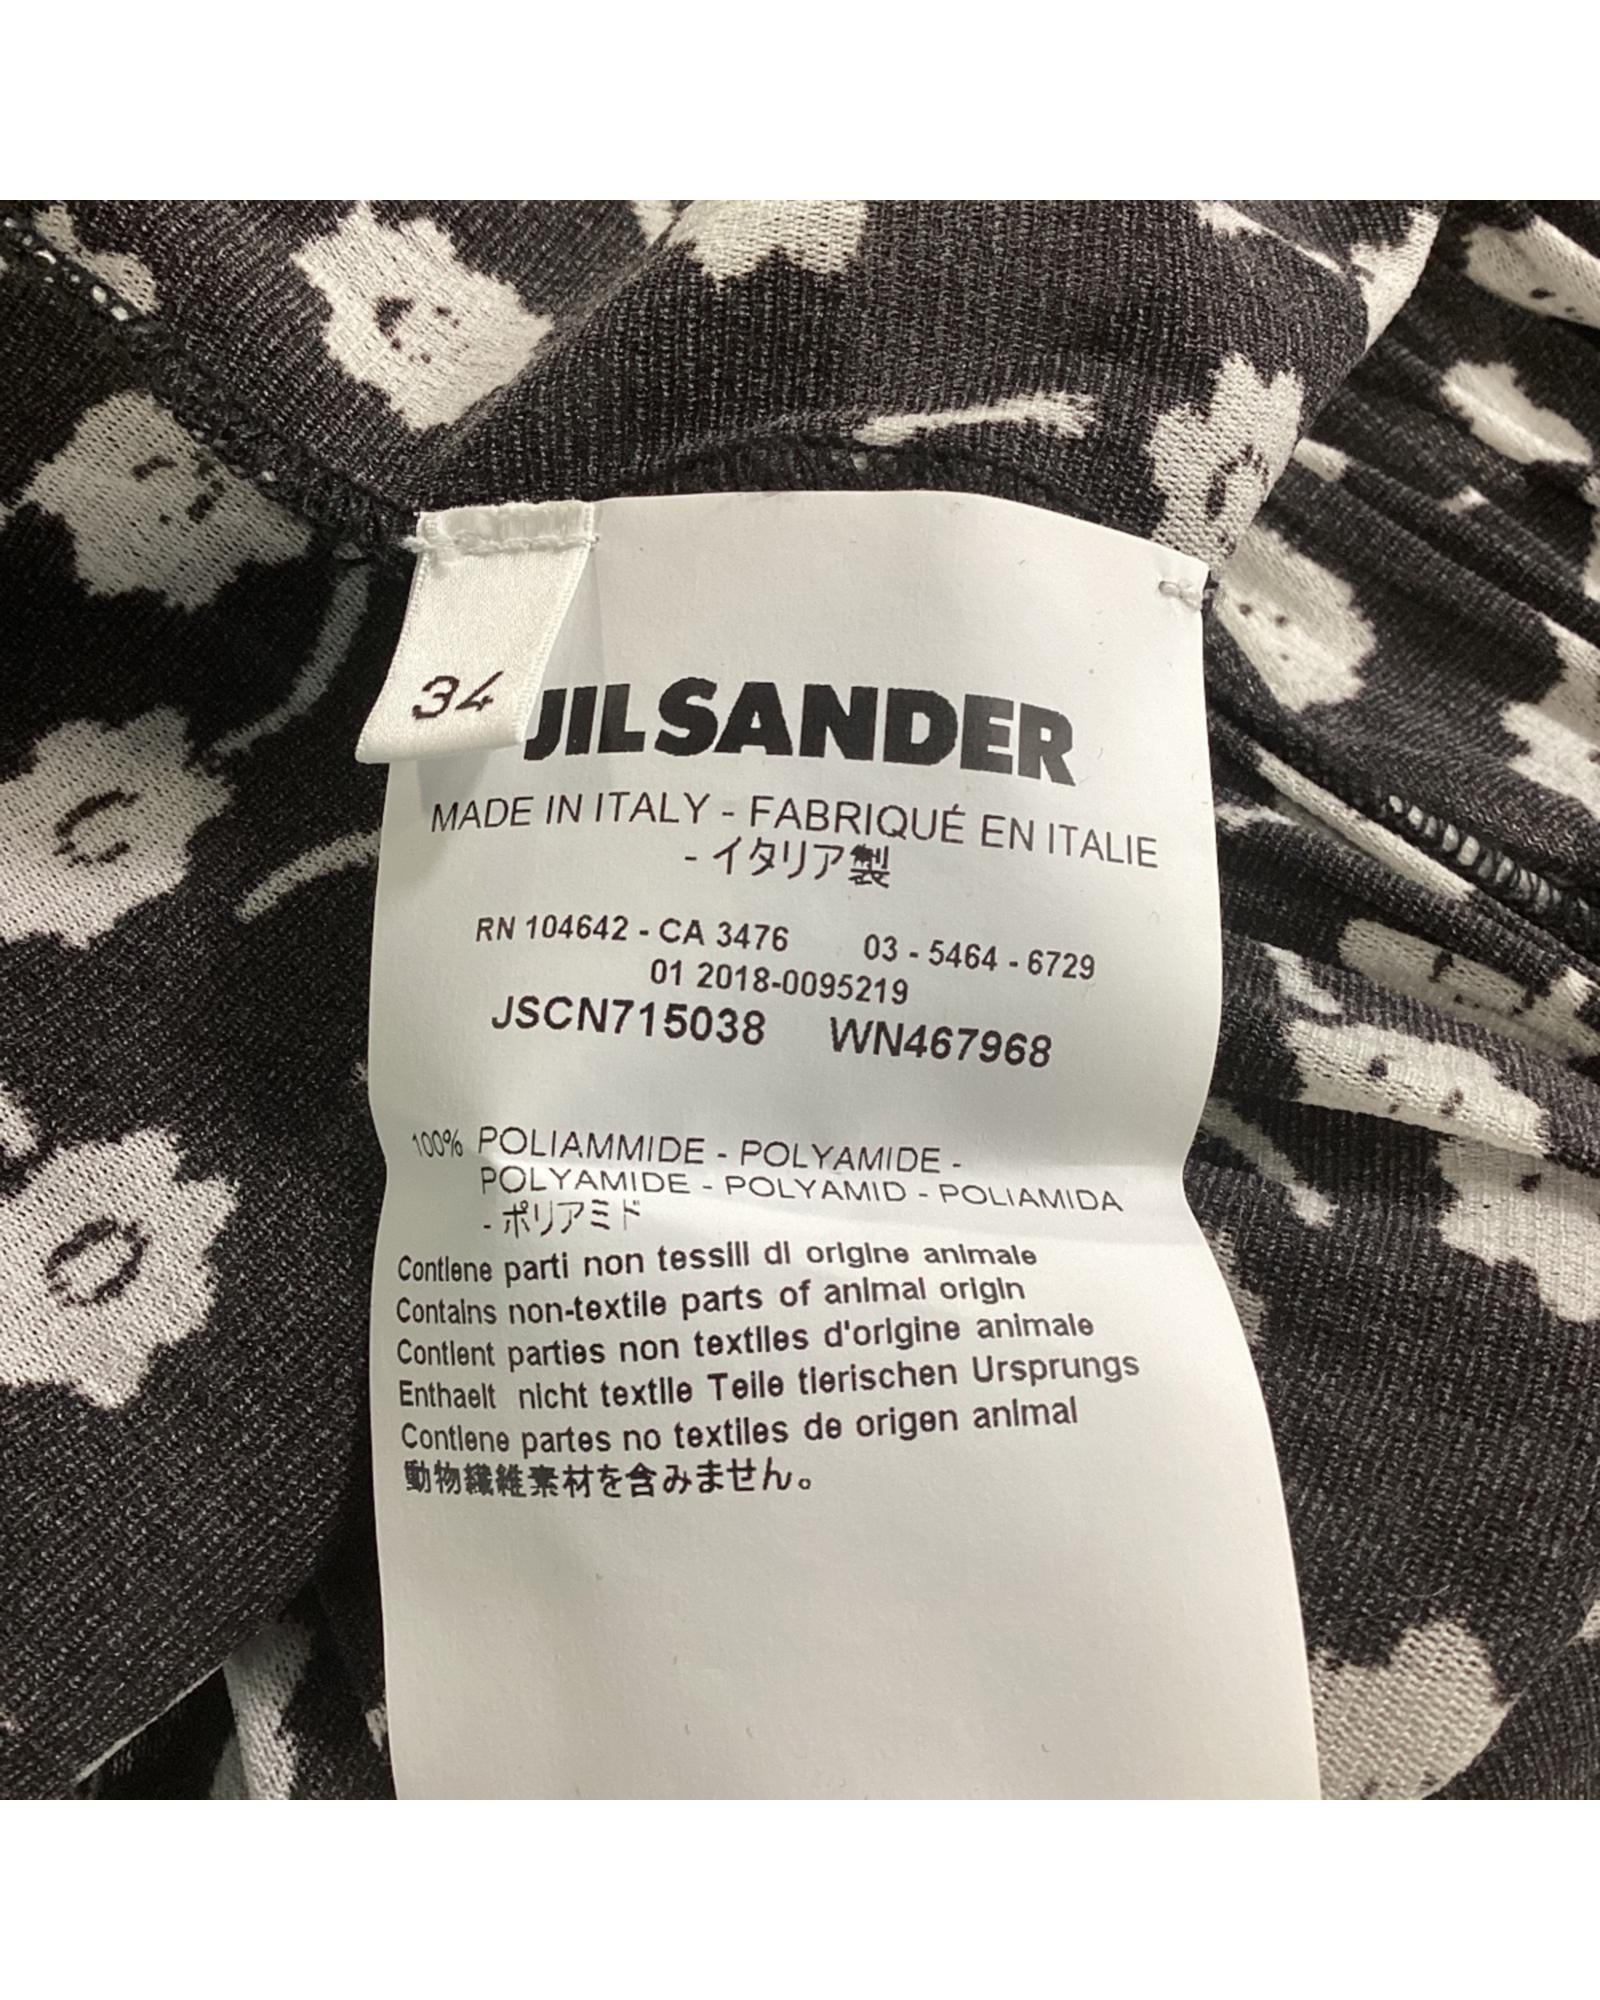 34
JIL SANDER
MADE IN ITALY - FABRIQUÉ EN ITALIE
- イタリア製
RN 104642 - CA 3476 03 - 5464 - 6729
01 2018-0095219
JSCN715038 WN467968
100% POLIAMMIDE - POLYAMIDE -
POLYAMIDE - POLYAMID - POLIAMIDA
- ポリアミド
Contiene parti non tessili di origine animale
Contains non-textile parts of animal origin
Contient parties non textiles d'origine animale
Enthaelt nicht textile Teile tierischen Ursprungs
Contiene partes no textiles de origen animal
動物繊維素材を含みません。